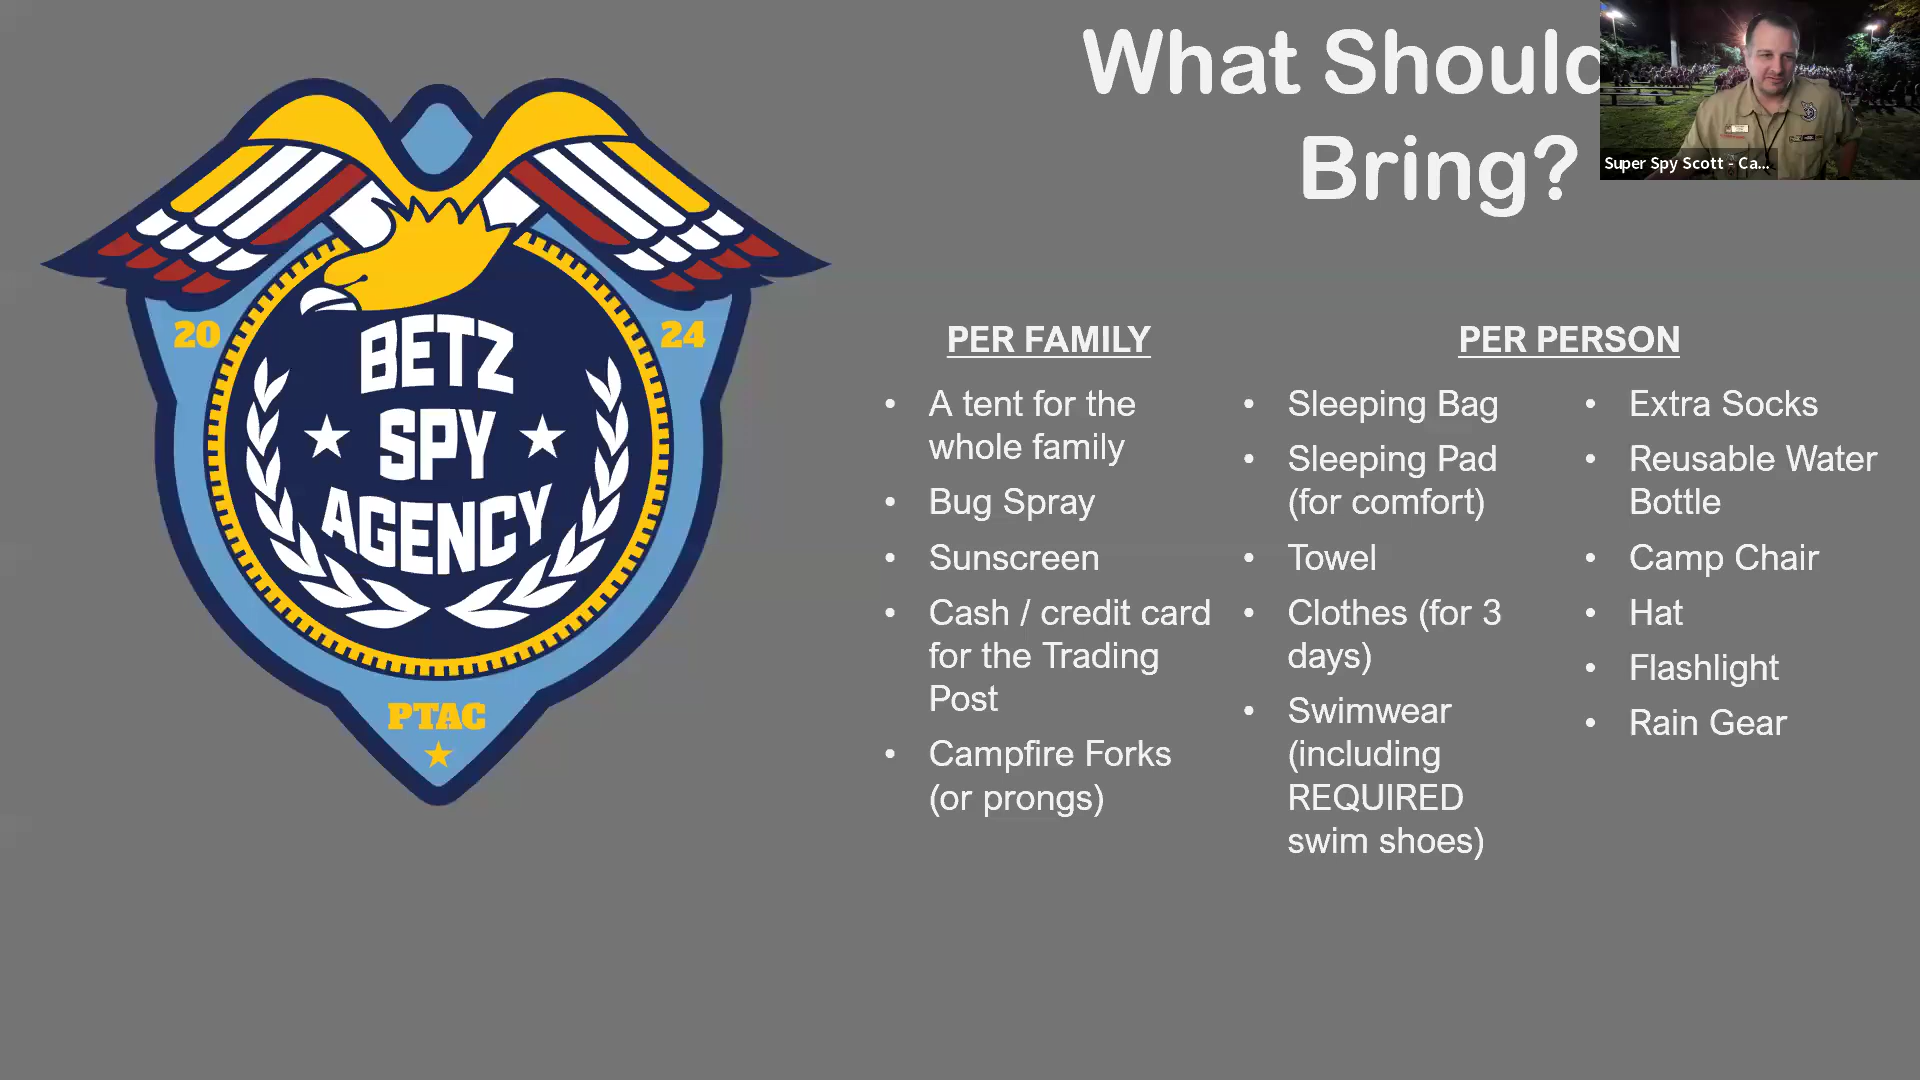 What Should
Bring?
Super Spy Scott - Ca...
20
24
BETZ
SPY
AGENCY
PTAC
PER FAMILY
• A tent for the
whole family
• Bug Spray
• Sunscreen
• Cash / credit card
for the Trading
Post
• Campfire Forks
(or prongs)
PER PERSON
• Sleeping Bag
• Sleeping Pad
(for comfort)
• Towel
• Clothes (for 3
days)
• Swimwear
(including
REQUIRED
swim shoes)
• Extra Socks
• Reusable Water
Bottle
• Camp Chair
• Hat
• Flashlight
• Rain Gear